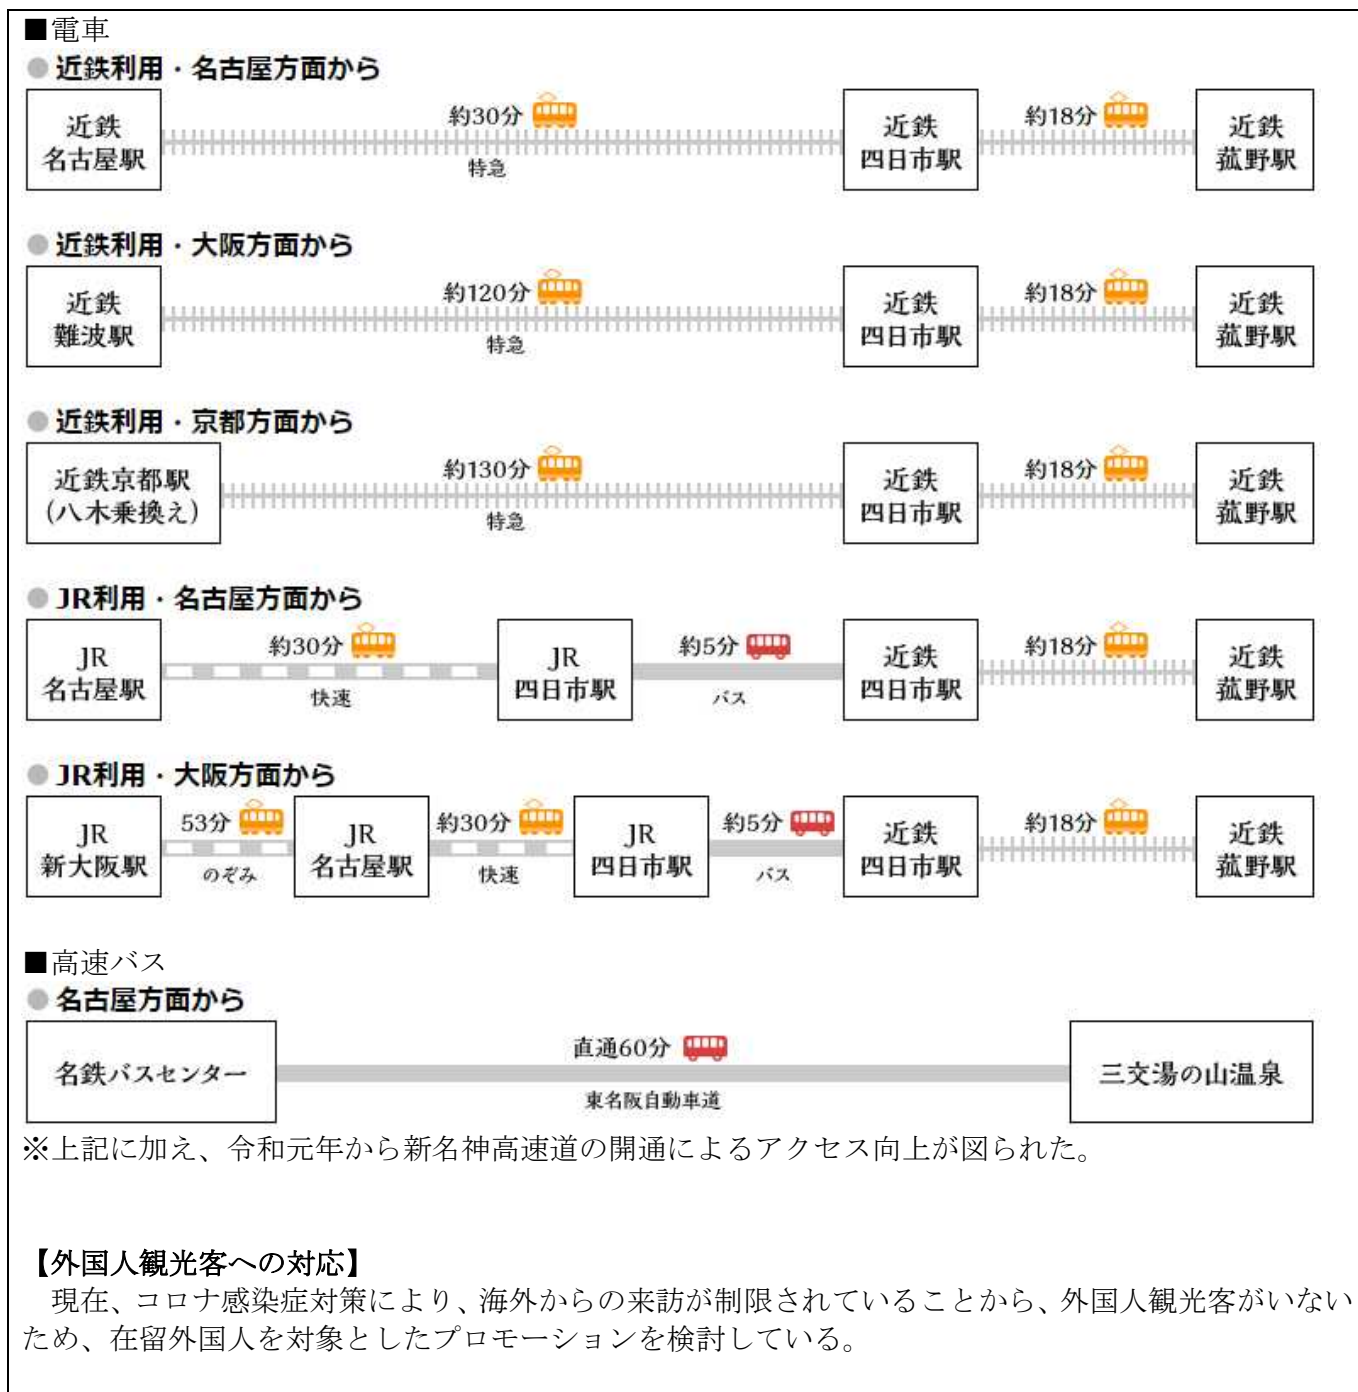 ■電車
●近鉄利用・名古屋方面から
近鉄
名古屋駅
約30分
特急
近鉄
四日市駅
約18分
近鉄
菰野駅
●近鉄利用・大阪方面から
近鉄
難波駅
約120分
特急
近鉄
四日市駅
約18分
近鉄
菰野駅
●近鉄利用・京都方面から
近鉄京都駅
(八木乗換え)
約130分
特急
近鉄
四日市駅
約18分
近鉄
菰野駅
●JR利用・名古屋方面から
JR
名古屋駅
約30分
快速
JR
四日市駅
約5分
バス
近鉄
四日市駅
約18分
近鉄
菰野駅
●JR利用・大阪方面から
JR
新大阪駅
53分
のぞみ
JR
名古屋駅
約30分
快速
JR
四日市駅
約5分
バス
近鉄
四日市駅
約18分
近鉄
菰野駅
■高速バス
●名古屋方面から
名鉄バスセンター
直通60分
東名阪自動車道
三交湯の山温泉
※上記に加え、令和元年から新名神高速道の開通によるアクセス向上が図られた。
【外国人観光客への対応】
現在、コロナ感染症対策により、海外からの来訪が制限されていることから、外国人観光客がいない
ため、在留外国人を対象としたプロモーションを検討している。